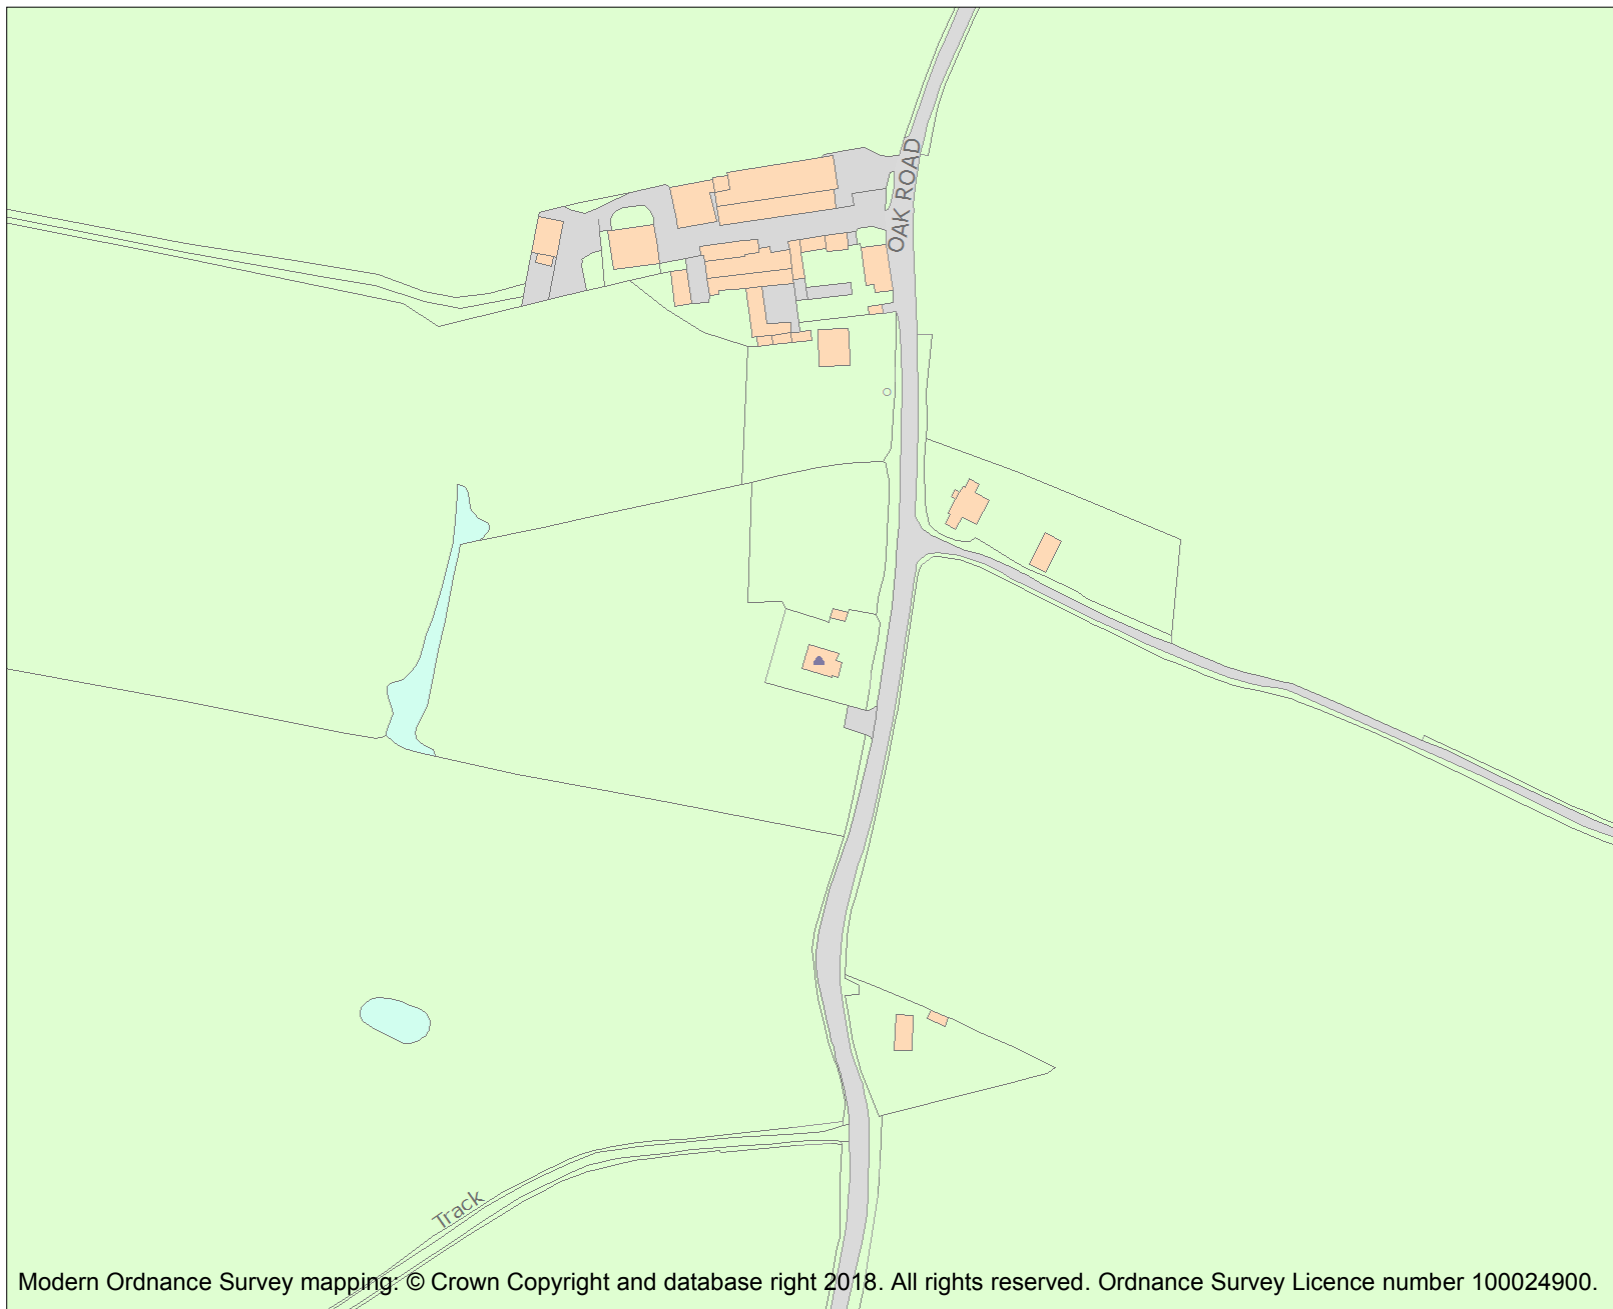 OAK ROAD
Track
Modern Ordnance Survey mapping: © Crown Copyright and database right 2018. All rights reserved. Ordnance Survey Licence number 100024900.